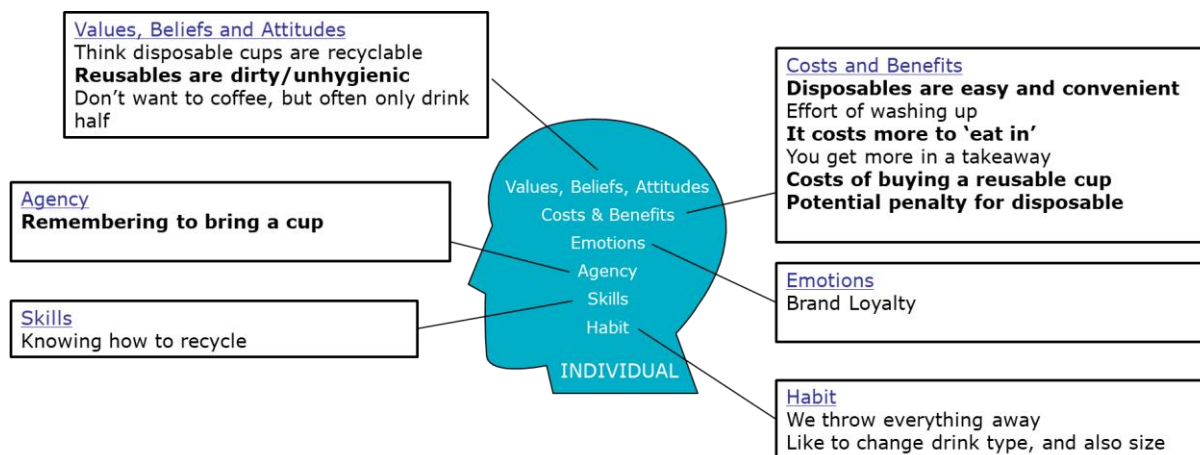 Values, Beliefs and Attitudes
Think disposable cups are recyclable
Reusables are dirty/unhygienic
Don't want to coffee, but often only drink
half
Agency
Remembering to bring a cup
Skills
Knowing how to recycle
Values, Beliefs, Attitudes
Costs & Benefits
Emotions
Agency
Skills
Habit
INDIVIDUAL
Costs and Benefits
Disposables are easy and convenient
Effort of washing up
It costs more to ‘eat in’
You get more in a takeaway
Costs of buying a reusable cup
Potential penalty for disposable
Emotions
Brand Loyalty
Habit
We throw everything away
Like to change drink type, and also size